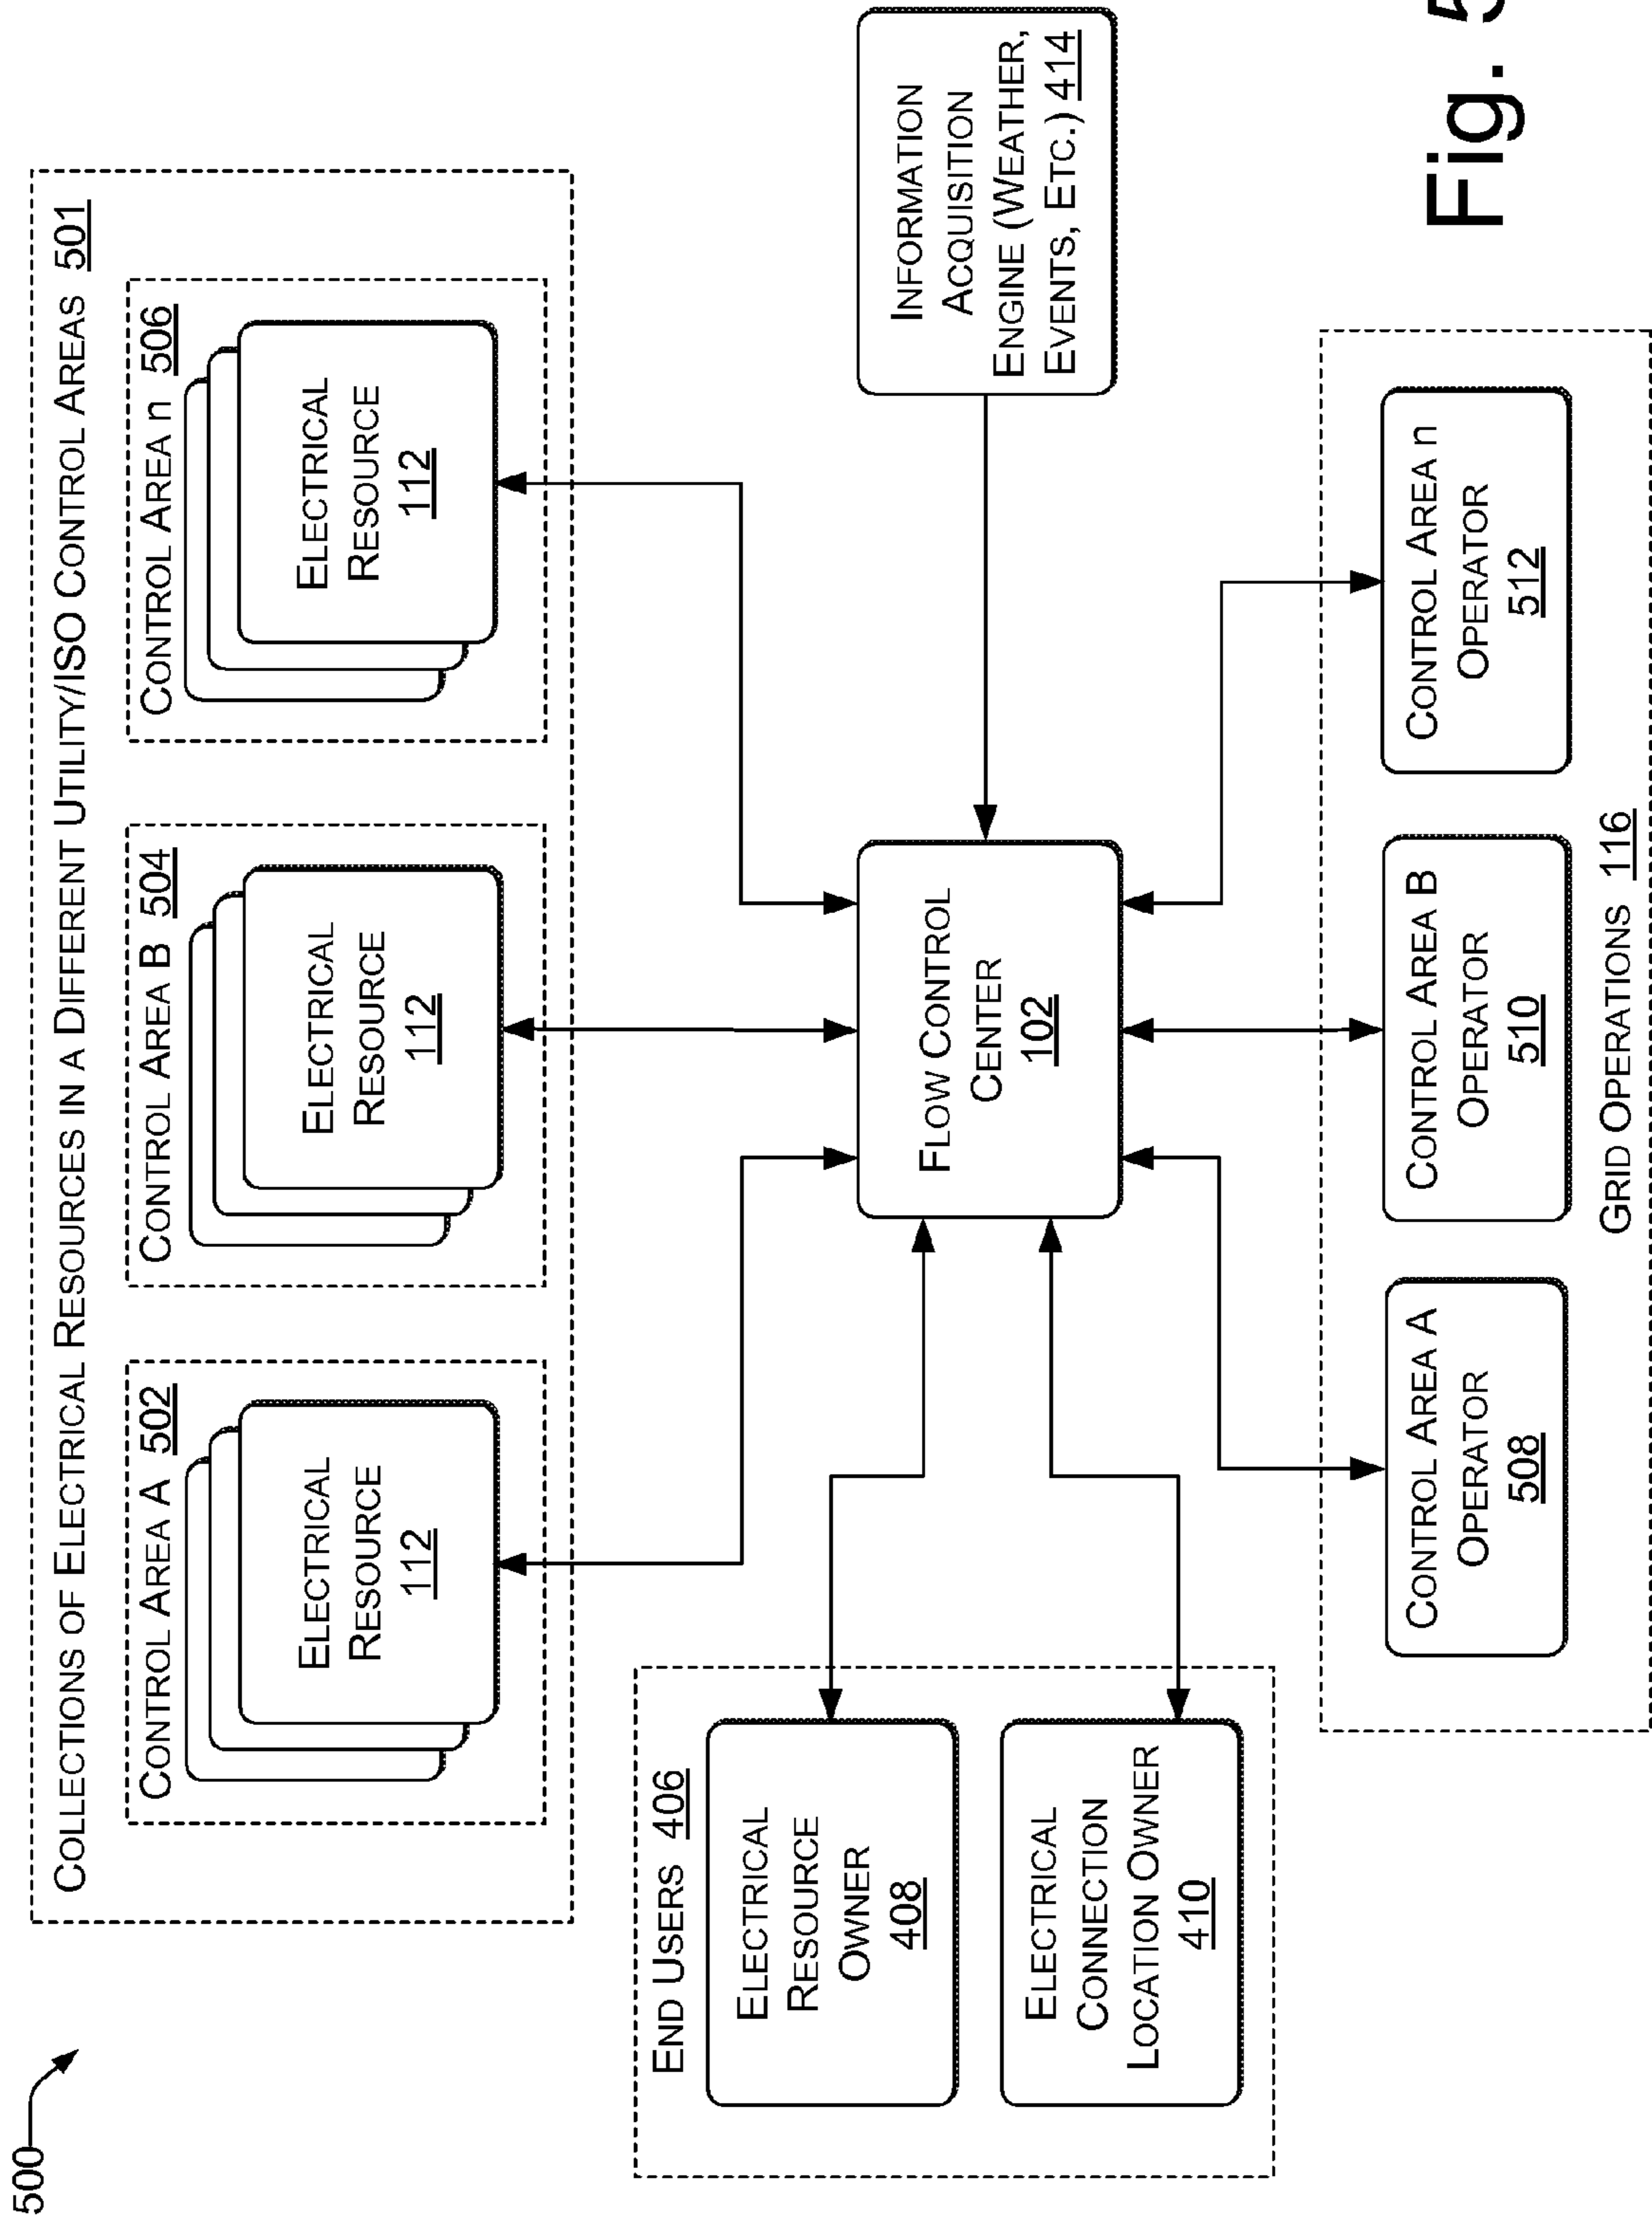 500
COLLECTIONS OF ELECTRICAL RESOURCES IN A DIFFERENT UTILITY/ISO CONTROL AREAS 501
CONTROL AREA A 502
ELECTRICAL
RESOURCE
112
CONTROL AREA B 504
ELECTRICAL
RESOURCE
112
CONTROL AREA n 506
ELECTRICAL
RESOURCE
112
END USERS 406
ELECTRICAL
RESOURCE
OWNER
408
ELECTRICAL
CONNECTION
LOCATION OWNER
410
FLOW CONTROL
CENTER
102
INFORMATION
ACQUISITION
ENGINE (WEATHER,
EVENTS, ETC.) 414
CONTROL AREA A
OPERATOR
508
CONTROL AREA B
OPERATOR
510
CONTROL AREA n
OPERATOR
512
GRID OPERATIONS 116
Fig. 5